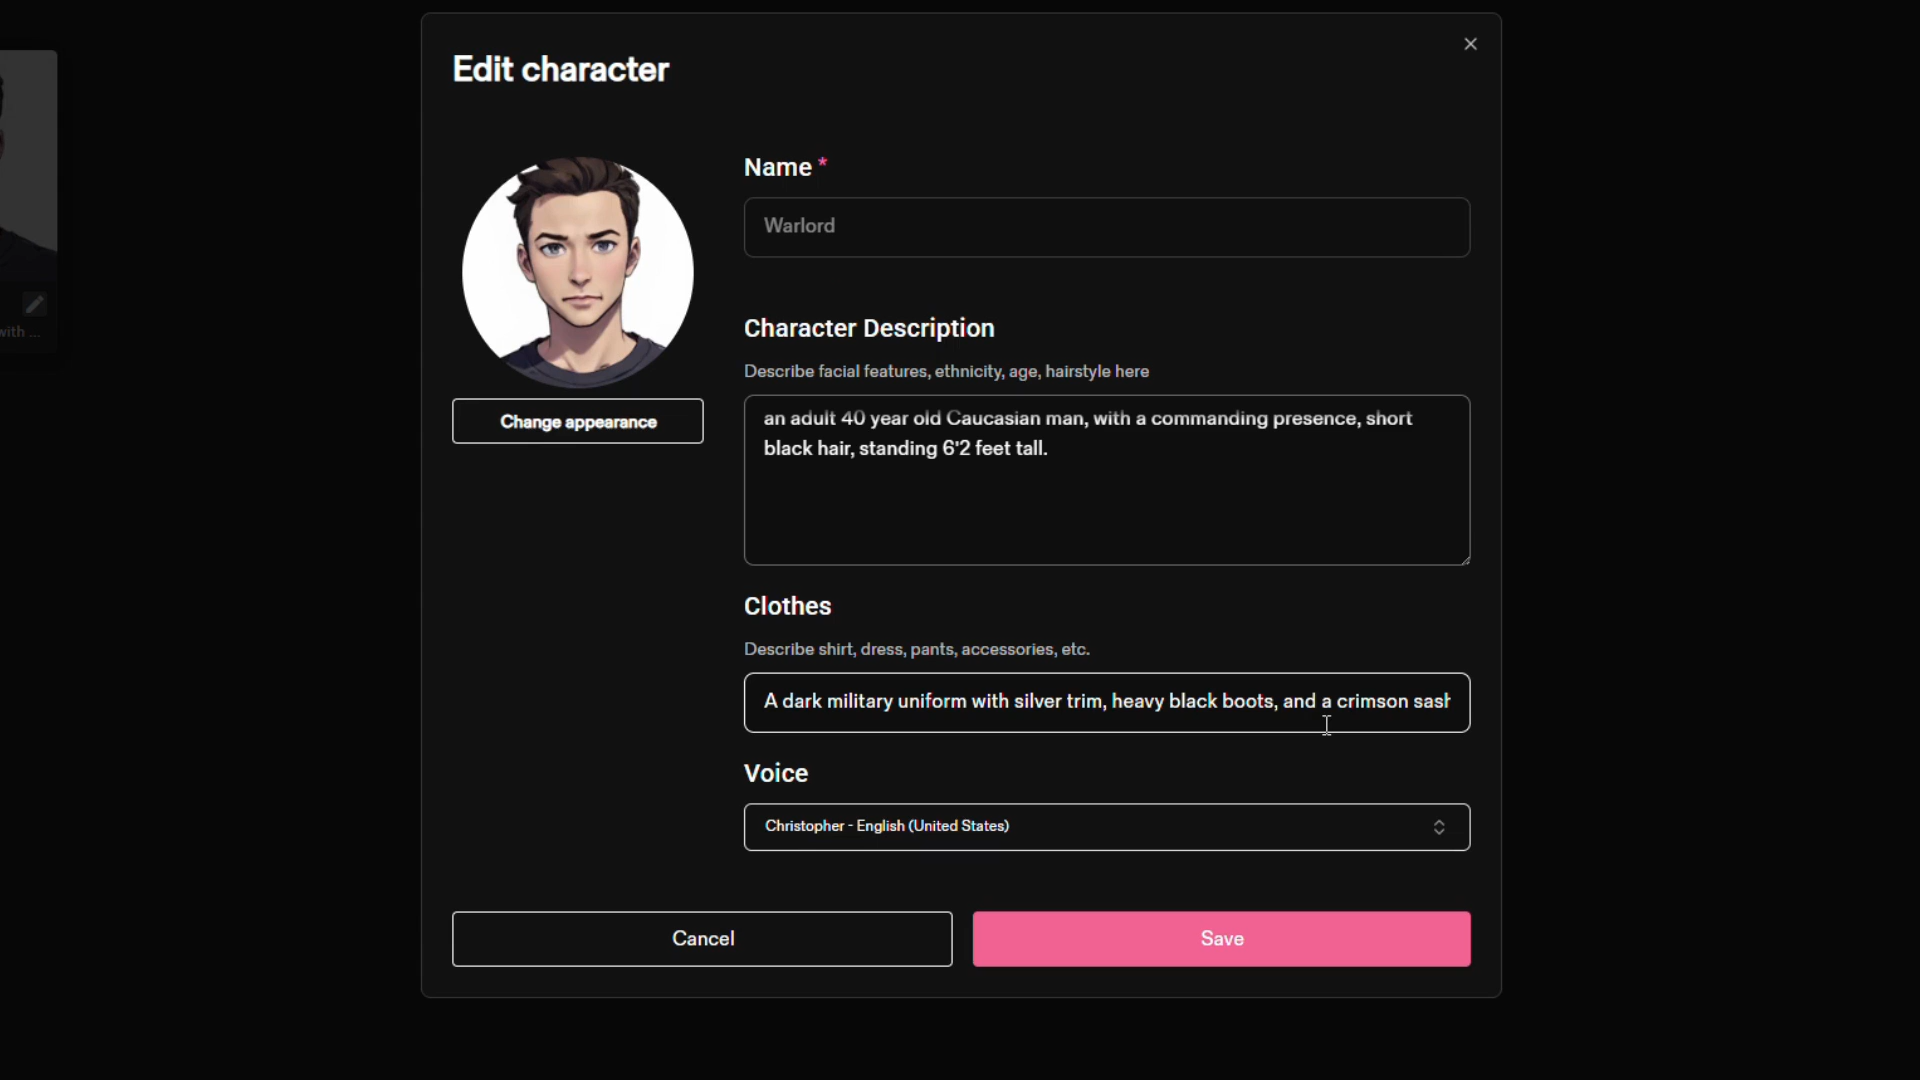 Edit character
Name *
Warlord
Character Description
Describe facial features, ethnicity, age, hairstyle here
an adult 40 year old Caucasian man, with a commanding presence, short
black hair, standing 6'2 feet tall.
Change appearance
with ...
Clothes
Describe shirt, dress, pants, accessories, etc.
A dark military uniform with silver trim, heavy black boots, and a crimson sash
Voice
Christopher - English (United States)
Cancel
Save